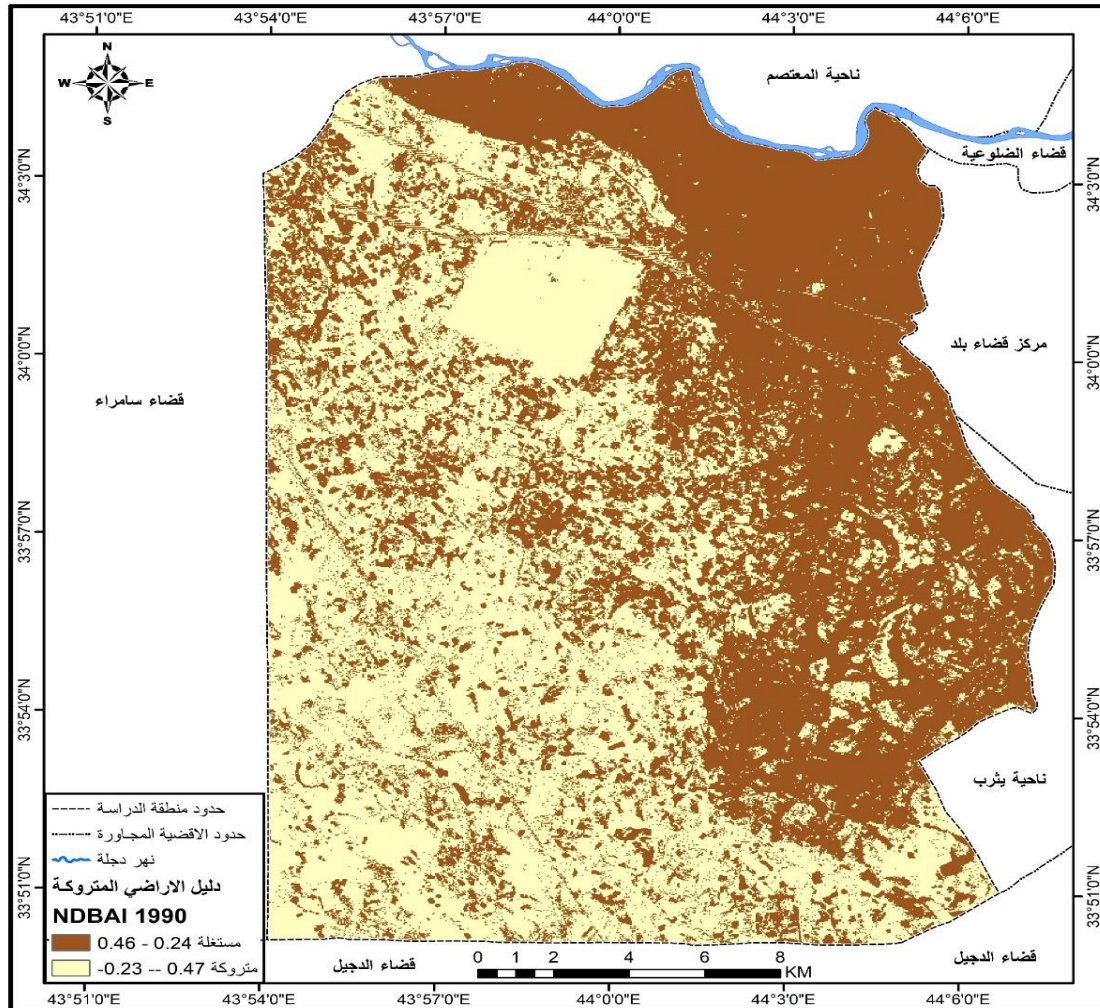 43°51'0"E 43°54'0"E 43°57'0"E 44°0'0"E 44°3'0"E 44°6'0"E
N
W E
S
ناحية المعتصم
قضاء الضلوعية
34°3'0"N 34°3'0"N
مركز قضاء بلد
34°0'0"N 34°0'0"N
قضاء سامراء
33°57'0"N 33°57'0"N
33°54'0"N 33°54'0"N
ناحية يثرب
حدود منطقة الدراسة
حدود الاقضية المجاورة
نهر دجلة
دليل الاراضي المتروكة
NDBAI 1990
مستغلة 0.24 - 0.46
متروكة 0.47 -- 0.23-
33°51'0"N 33°51'0"N
قضاء الدجيل
قضاء الدجيل
0 1 2 4 6 8
KM
43°51'0"E 43°54'0"E 43°57'0"E 44°0'0"E 44°3'0"E 44°6'0"E